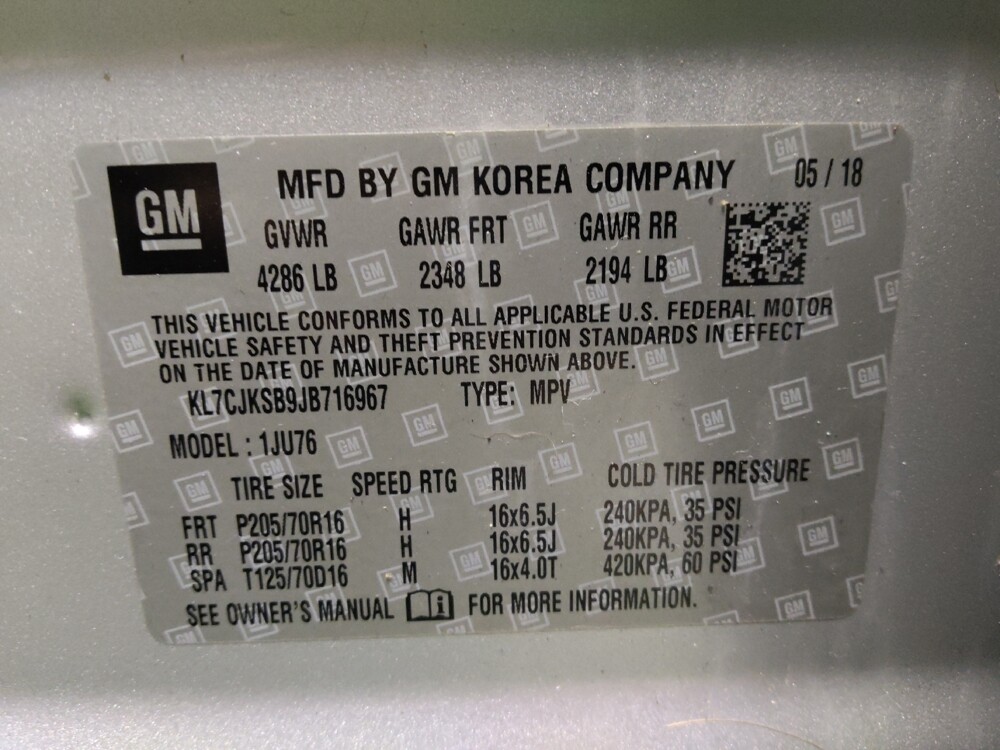 GM MFD BY GM KOREA COMPANY 05 / 18
GVWR GAWR FRT GAWR RR
4286 LB 2348 LB 2194 LB
THIS VEHICLE CONFORMS TO ALL APPLICABLE U.S. FEDERAL MOTOR
VEHICLE SAFETY AND THEFT PREVENTION STANDARDS IN EFFECT
ON THE DATE OF MANUFACTURE SHOWN ABOVE.
KL7CJKSB9JB716967 TYPE: MPV
MODEL : 1JU76
TIRE SIZE SPEED RTG RIM COLD TIRE PRESSURE
FRT P205/70R16 H 16x6.5J 240KPA, 35 PSI
RR P205/70R16 H 16x6.5J 240KPA, 35 PSI
SPA T125/70D16 M 16x4.0T 420KPA, 60 PSI
SEE OWNER'S MANUAL FOR MORE INFORMATION.